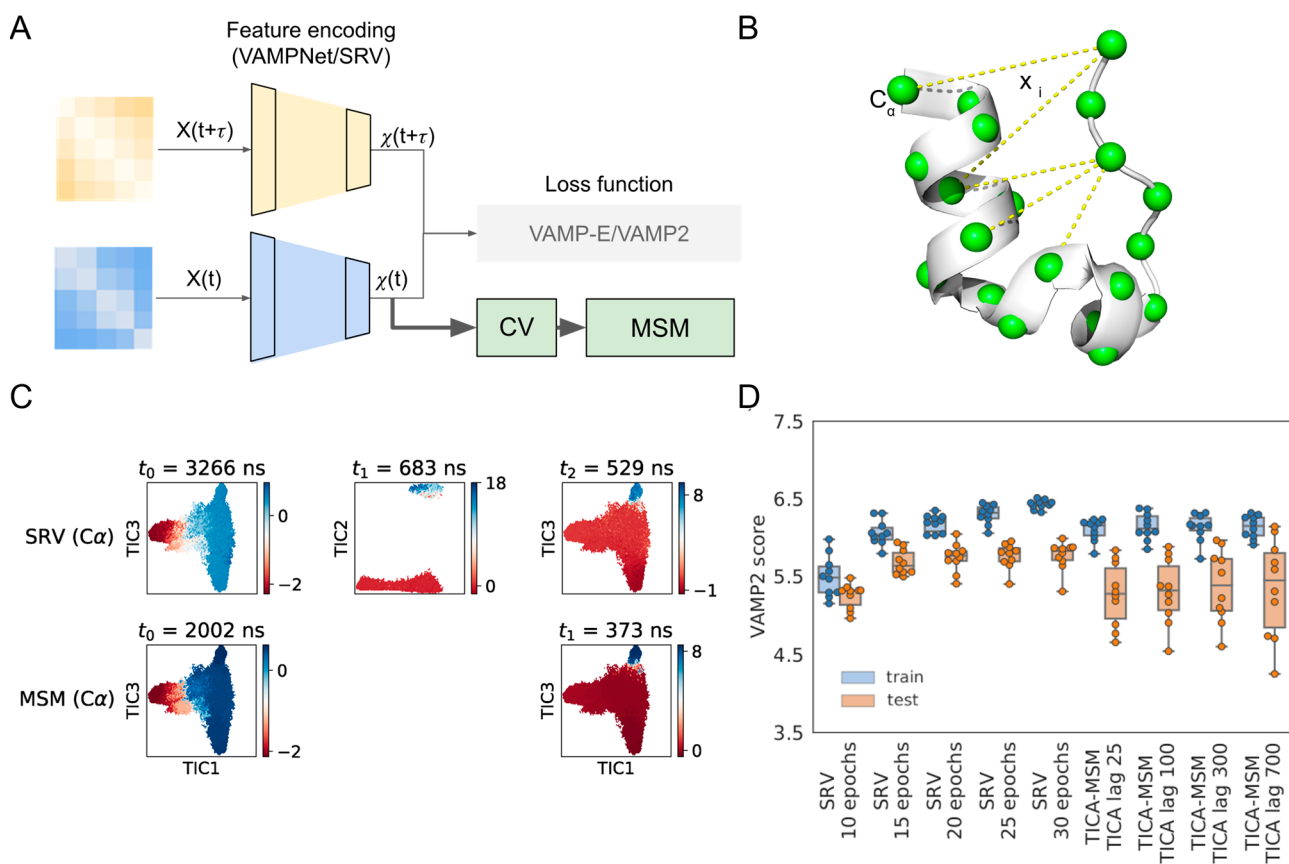 A
Feature encoding
(VAMPNet/SRV)
X(t+τ)
χ(t+τ)
Loss function
VAMP-E/VAMP2
X(t)
χ(t)
CV
MSM
B
Cα
x i
C
SRV (Cα)
t0 = 3266 ns
TIC3
0
−2
t1 = 683 ns
TIC2
18
0
t2 = 529 ns
TIC3
8
−1
MSM (Cα)
t0 = 2002 ns
TIC3
TIC1
0
−2
t1 = 373 ns
TIC3
TIC1
8
0
D
VAMP2 score
7.5
6.5
5.5
4.5
3.5
train
test
SRV
10 epochs
SRV
15 epochs
SRV
20 epochs
SRV
25 epochs
SRV
30 epochs
TICA-MSM
TICA lag 25
TICA-MSM
TICA lag 100
TICA-MSM
TICA lag 300
TICA-MSM
TICA lag 700